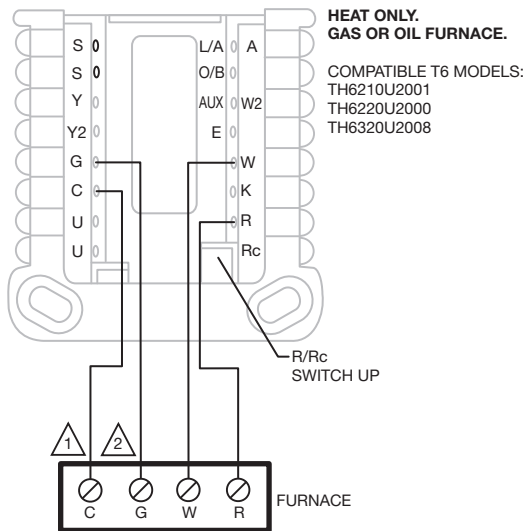 HEAT ONLY.
GAS OR OIL FURNACE.
COMPATIBLE T6 MODELS:
TH6210U2001
TH6220U2000
TH6320U2008
S L/A A
S O/B
Y AUX W2
Y2 E
G W
C K
U R
U Rc
R/Rc
SWITCH UP
1 2
C G W R
FURNACE